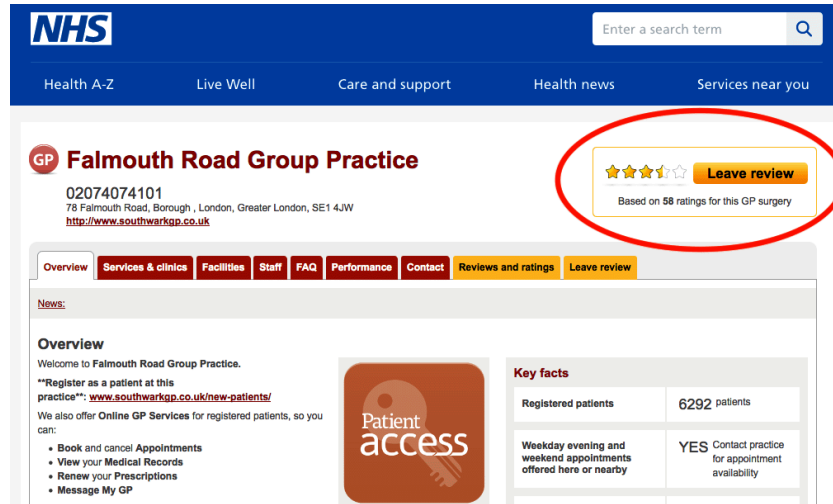 NHS
Enter a search term
Health A-Z Live Well Care and support Health news Services near you
GP Falmouth Road Group Practice
02074074101
78 Falmouth Road, Borough , London, Greater London, SE1 4JW
http://www.southwarkgp.co.uk
Leave review
Based on 58 ratings for this GP surgery
Overview Services & clinics Facilities Staff FAQ Performance Contact Reviews and ratings Leave review
News:
Overview
Welcome to Falmouth Road Group Practice.
**Register as a patient at this
practice**: www.southwarkgp.co.uk/new-patients/
We also offer Online GP Services for registered patients, so you
can:
• Book and cancel Appointments
• View your Medical Records
• Renew your Prescriptions
• Message My GP
Patient
access
Key facts
Registered patients 6292 patients
Weekday evening and
weekend appointments
offered here or nearby
YES Contact practice
for appointment
availability